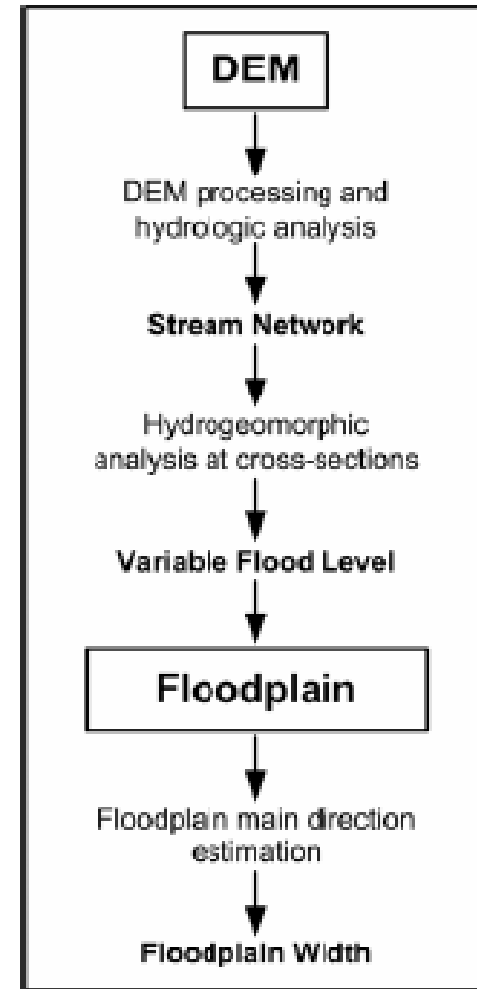 DEM
DEM processing and
hydrologic analysis
Stream Network
Hydrogeomorphic
analysis at cross-sections
Variable Flood Level
Floodplain
Floodplain main direction
estimation
Floodplain Width